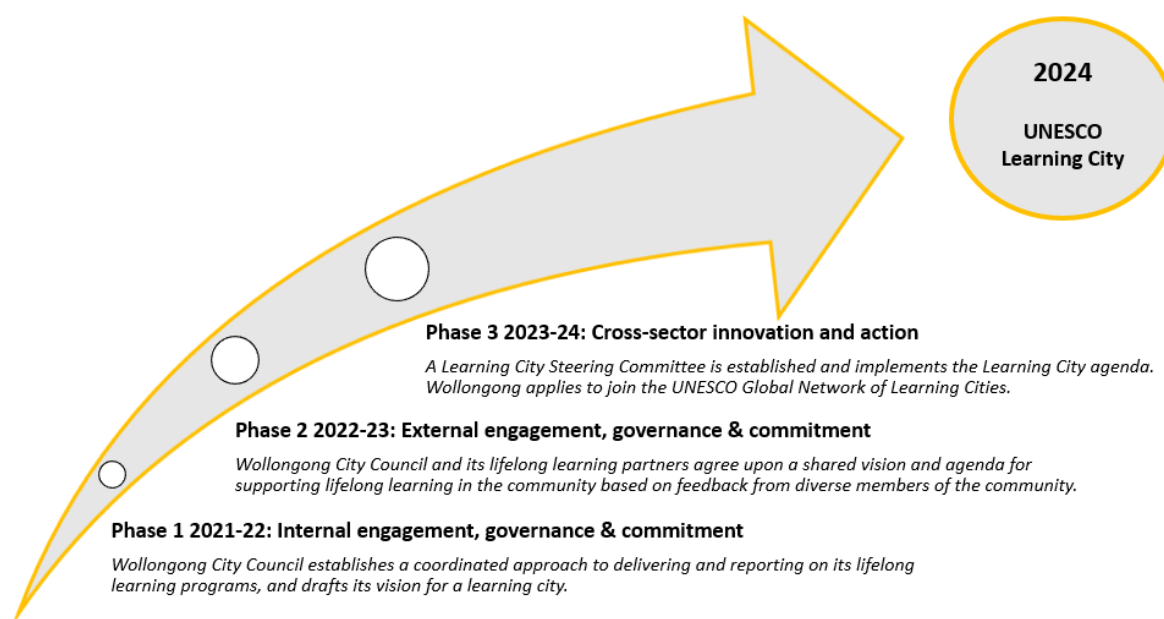 2024
UNESCO
Learning City
Phase 3 2023-24: Cross-sector innovation and action
A Learning City Steering Committee is established and implements the Learning City agenda.
Wollongong applies to join the UNESCO Global Network of Learning Cities.
Phase 2 2022-23: External engagement, governance & commitment
Wollongong City Council and its lifelong learning partners agree upon a shared vision and agenda for
supporting lifelong learning in the community based on feedback from diverse members of the community.
Phase 1 2021-22: Internal engagement, governance & commitment
Wollongong City Council establishes a coordinated approach to delivering and reporting on its lifelong
learning programs, and drafts its vision for a learning city.